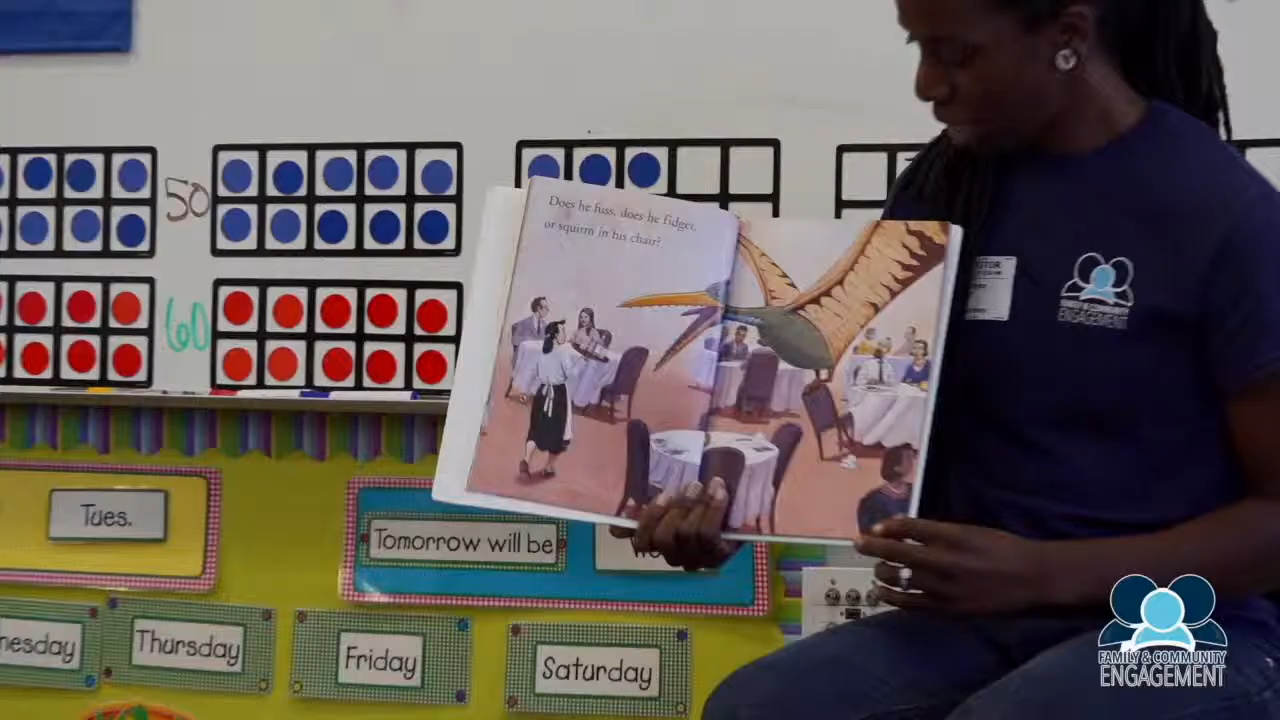 50
60
Does he fuss, does he fidget,
or squirm in his chair?
ENGAGEMENT
Tues.
Tomorrow will be
Thursday
Friday
Saturday
FAMILY & COMMUNITY
ENGAGEMENT